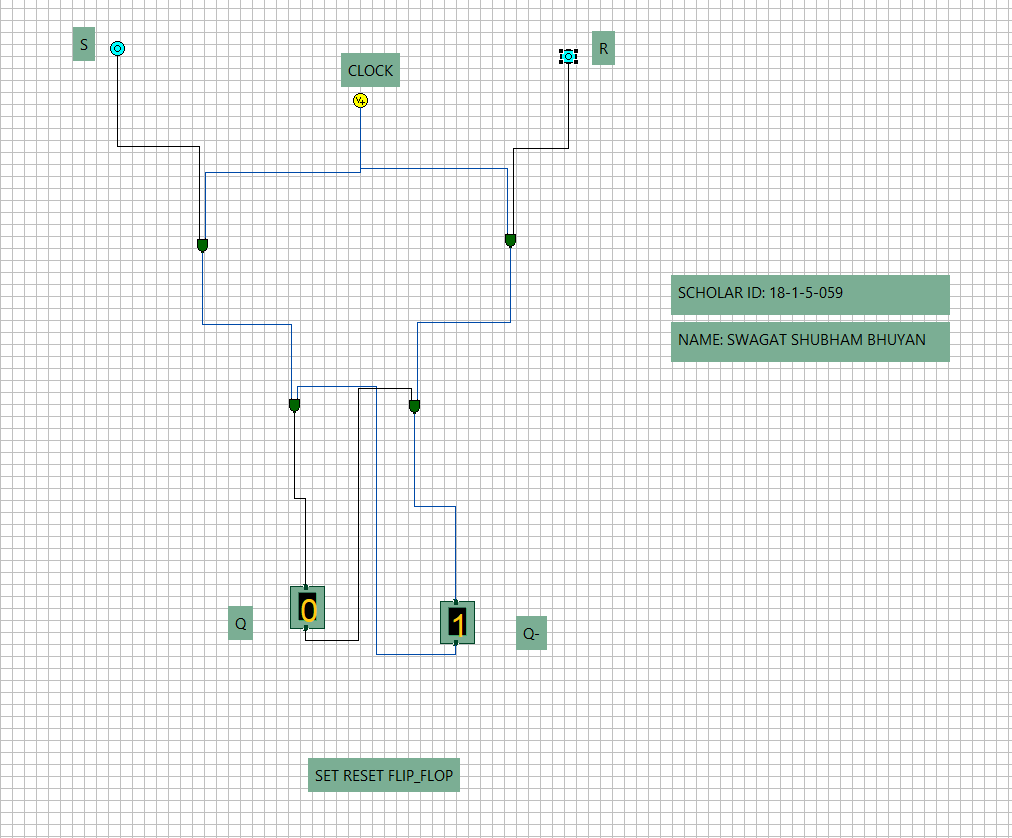 S
R
CLOCK
V+
SCHOLAR ID: 18-1-5-059
NAME: SWAGAT SHUBHAM BHUYAN
0
1
Q
Q-
SET RESET FLIP_FLOP